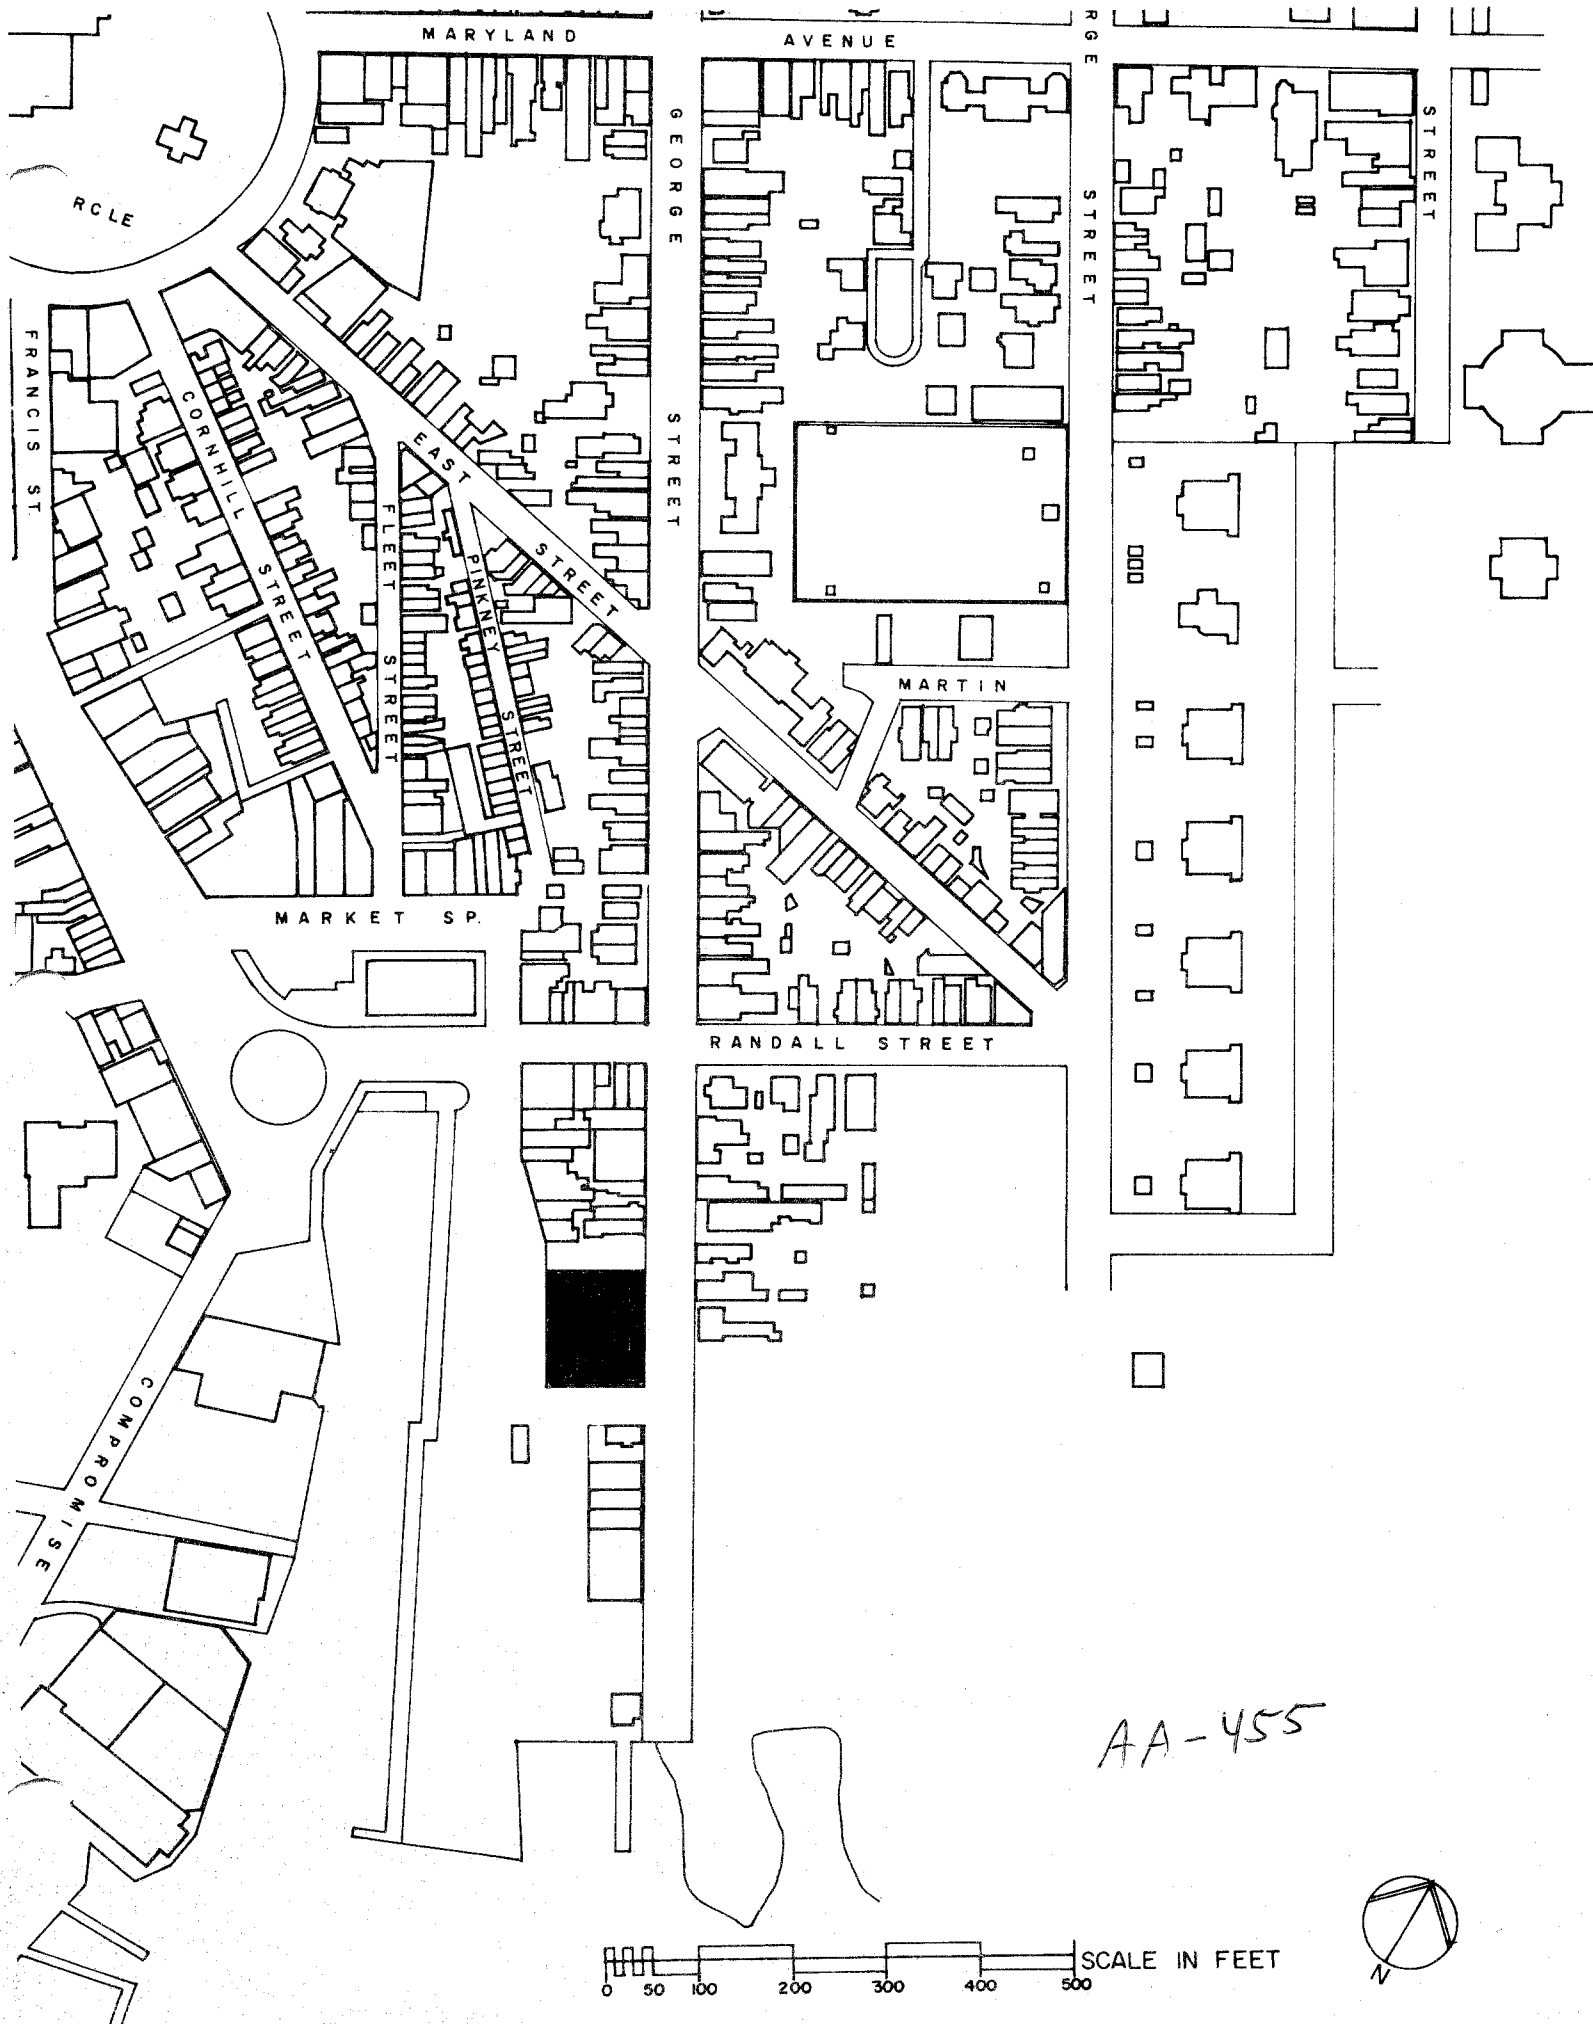 MARYLAND AVENUE
RGE STREET
GEORGE STREET
STREET
RCLE
FRANCIS ST.
CORNHILL STREET
EAST STREET
FLEET STREET
PINKNEY STREET
MARTIN
MARKET SP.
RANDALL STREET
COMPROMISE
AA-455
SCALE IN FEET
0 50 100 200 300 400 500
N